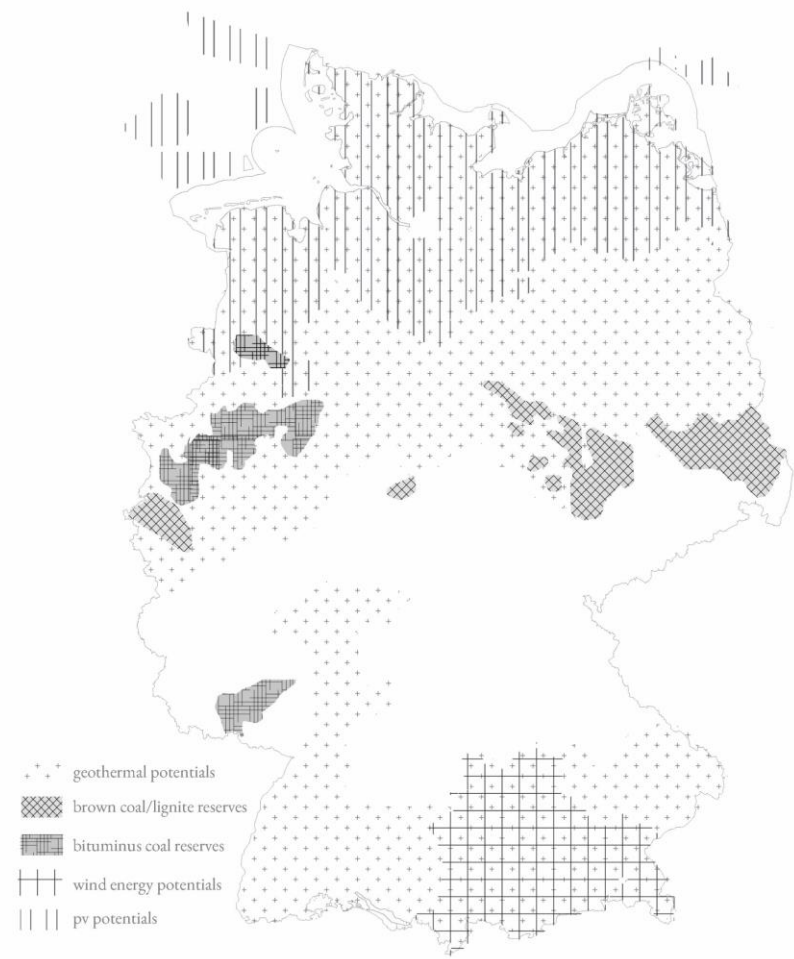 geothermal potentials
brown coal/lignite reserves
bituminus coal reserves
wind energy potentials
pv potentials